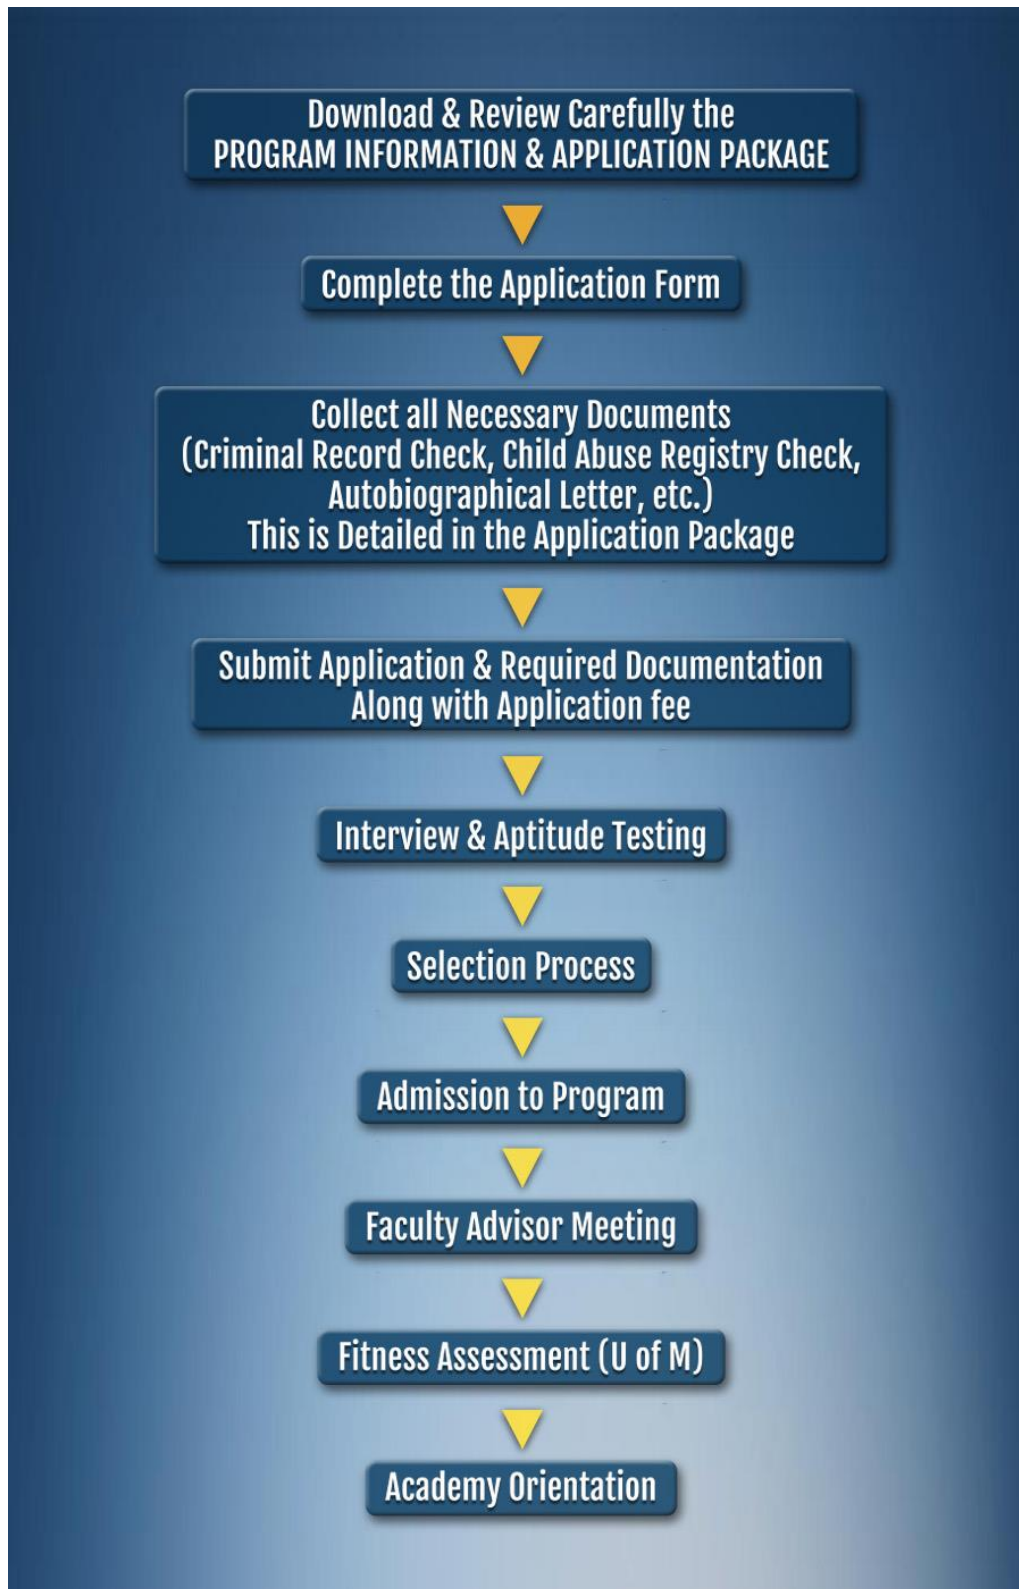 Download & Review Carefully the
PROGRAM INFORMATION & APPLICATION PACKAGE
Complete the Application Form
Collect all Necessary Documents
(Criminal Record Check, Child Abuse Registry Check,
Autobiographical Letter, etc.)
This is Detailed in the Application Package
Submit Application & Required Documentation
Along with Application fee
Interview & Aptitude Testing
Selection Process
Admission to Program
Faculty Advisor Meeting
Fitness Assessment (U of M)
Academy Orientation